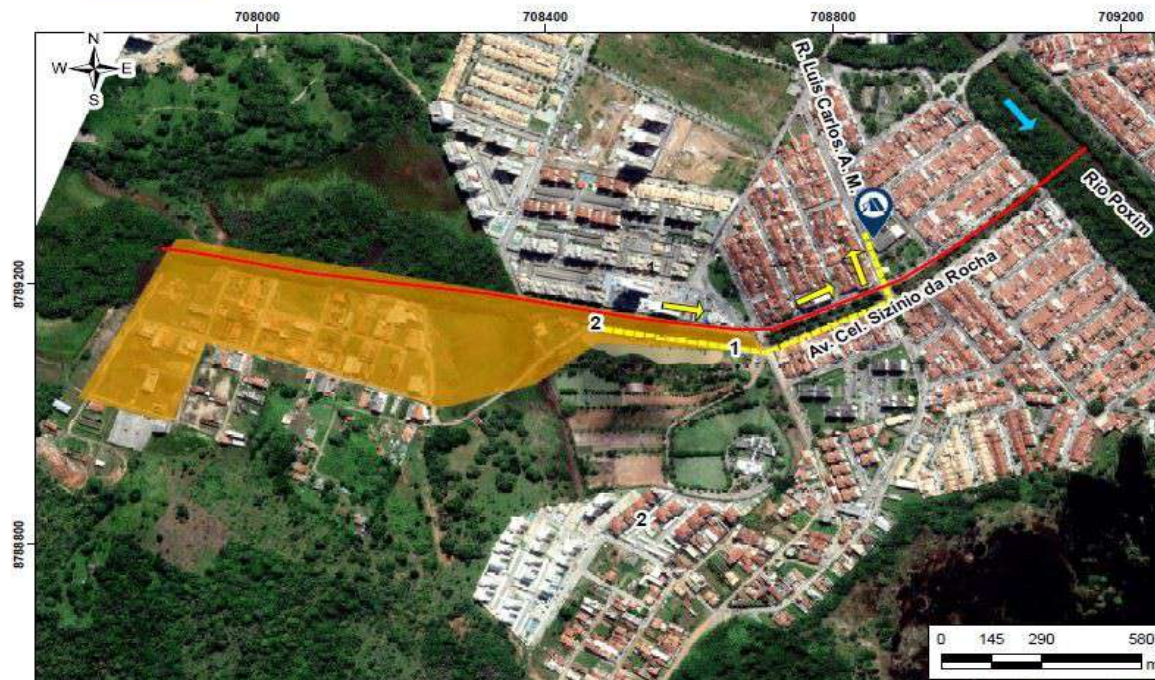 708000
708400
708800
709200
N
W E
S
R. Luis Carlos. A. M.
Rio Poxim
8789200
1
2
1
Av. Cel. Sizínio da Rocha
2
8788800
0 145 290 580
m